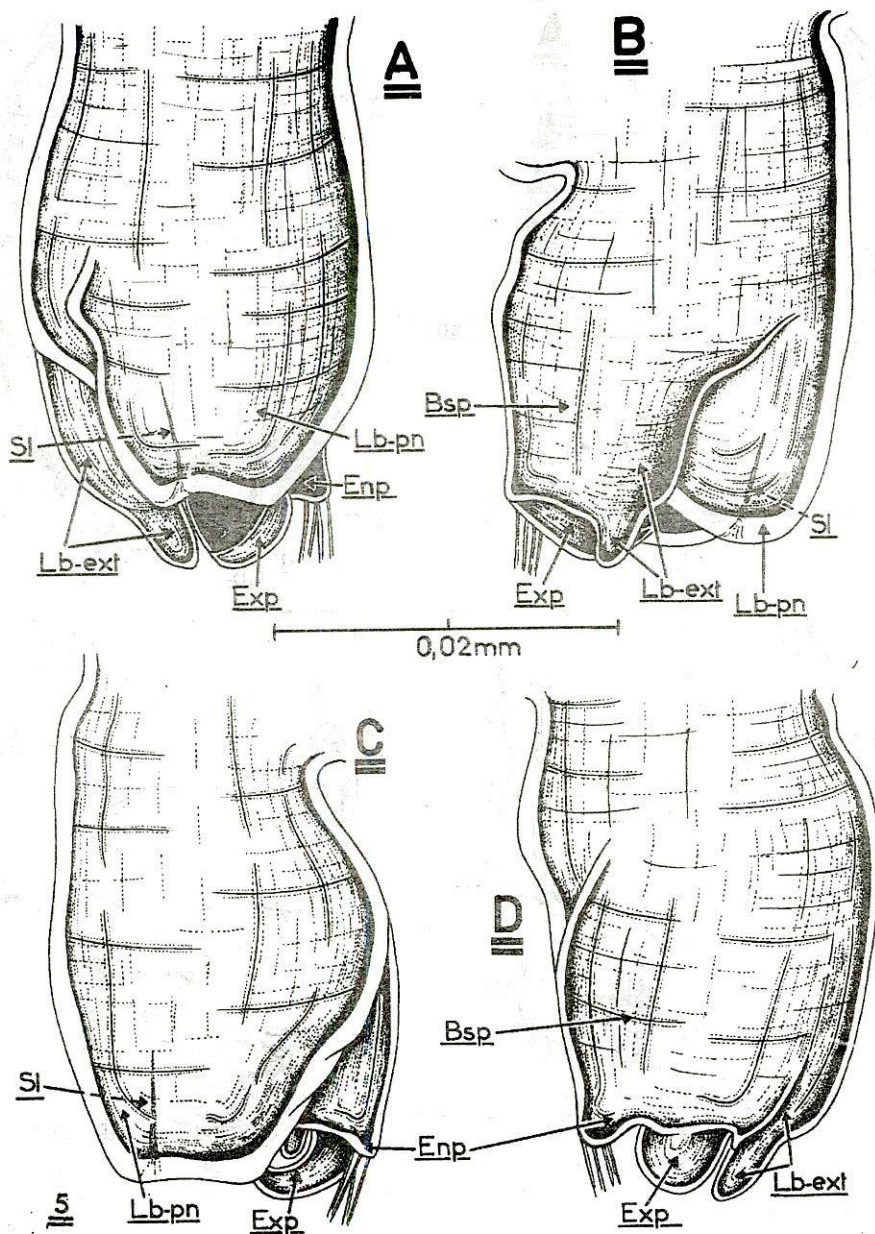 A
B
Bsp
Sl
Lb-pn
Enp
Sl
Lb-ext
Exp
Exp
Lb-ext
Lb-pn
0,02mm
C
D
Bsp
Sl
Enp
5
Lb-pn
Exp
Exp
Lb-ext